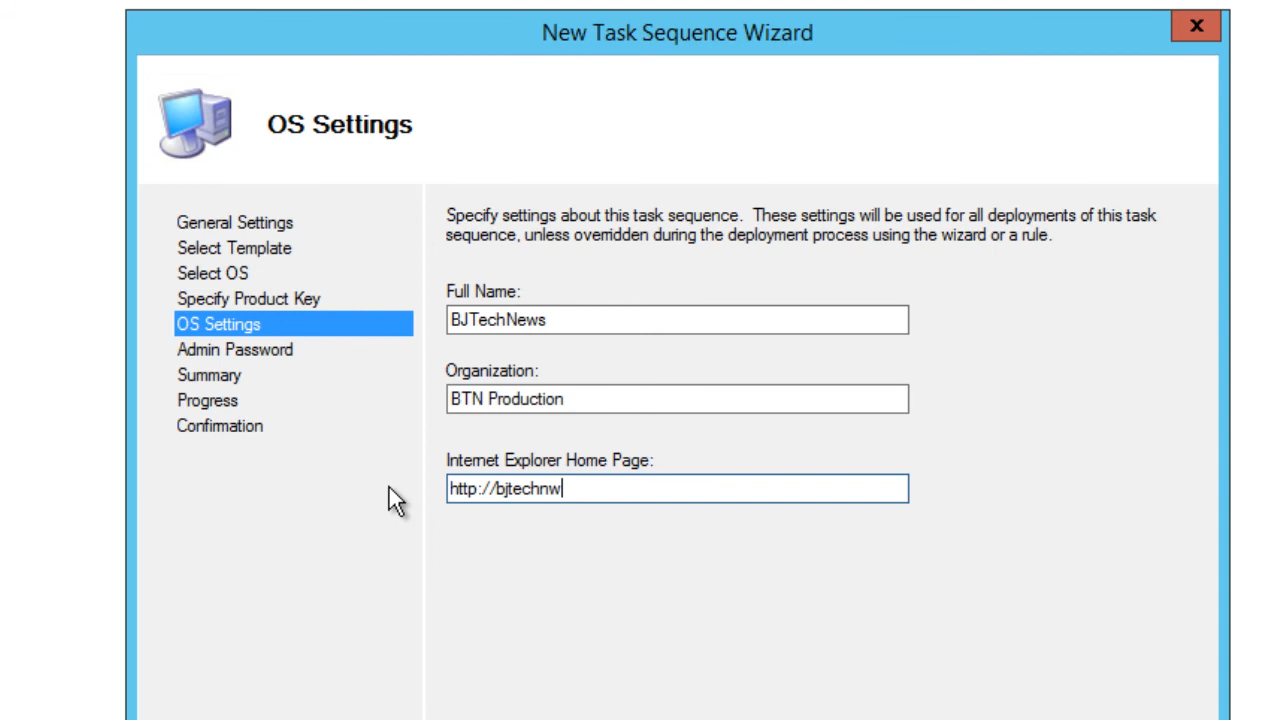 New Task Sequence Wizard
x
OS Settings
General Settings
Select Template
Select OS
Specify Product Key
OS Settings
Admin Password
Summary
Progress
Confirmation
Specify settings about this task sequence.  These settings will be used for all deployments of this task
sequence, unless overridden during the deployment process using the wizard or a rule.
Full Name:
BJTechNews
Organization:
BTN Production
Internet Explorer Home Page:
http://bjtechnw